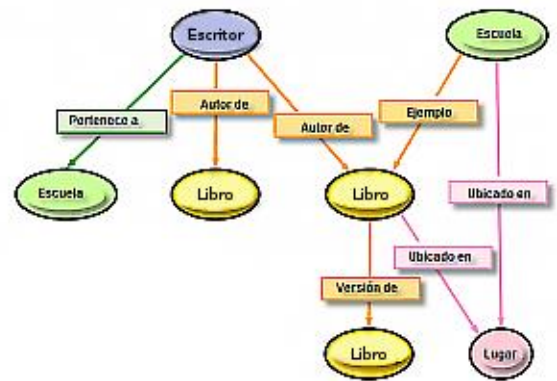 Escritor
Escuela
Pertenece a
Autor de
Autor de
Ejemplo
Escuela
Libro
Libro
Ubicado en
Ubicado en
Versión de
Libro
Lugar